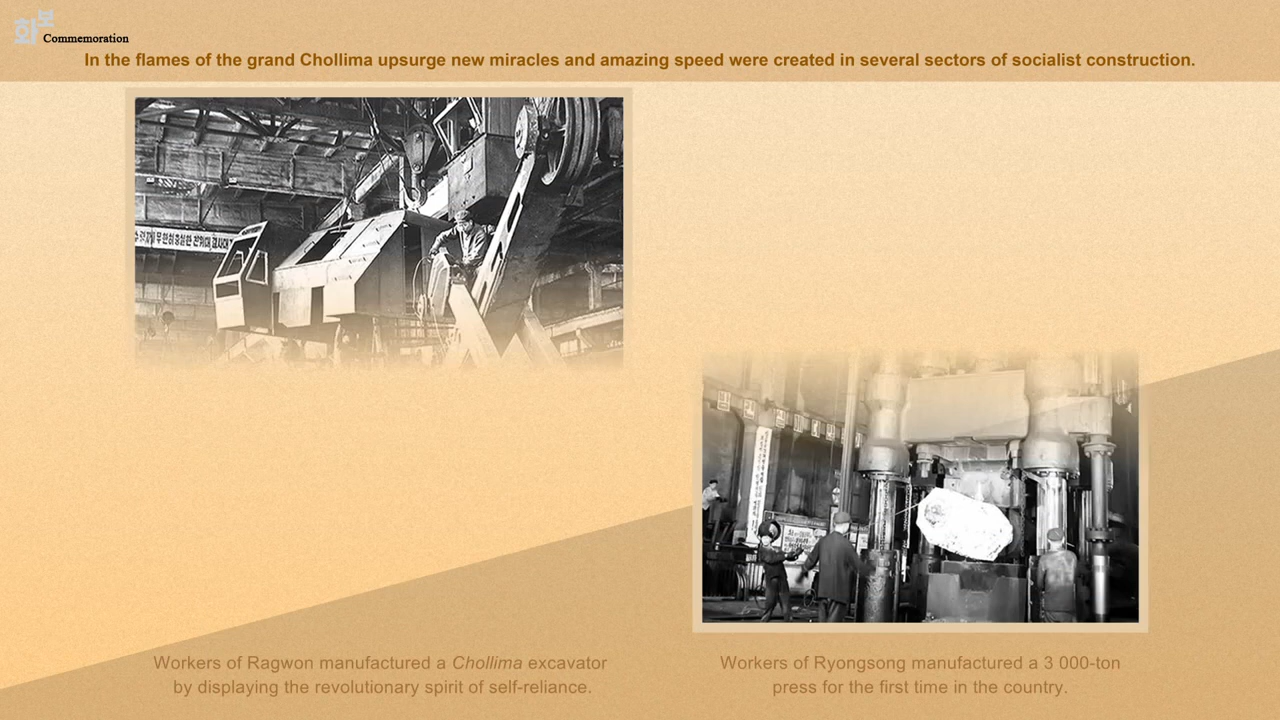 화보
Commemoration
In the flames of the grand Chollima upsurge new miracles and amazing speed were created in several sectors of socialist construction.
Workers of Ragwon manufactured a Chollima excavator
by displaying the revolutionary spirit of self-reliance.
Workers of Ryongsong manufactured a 3 000-ton
press for the first time in the country.